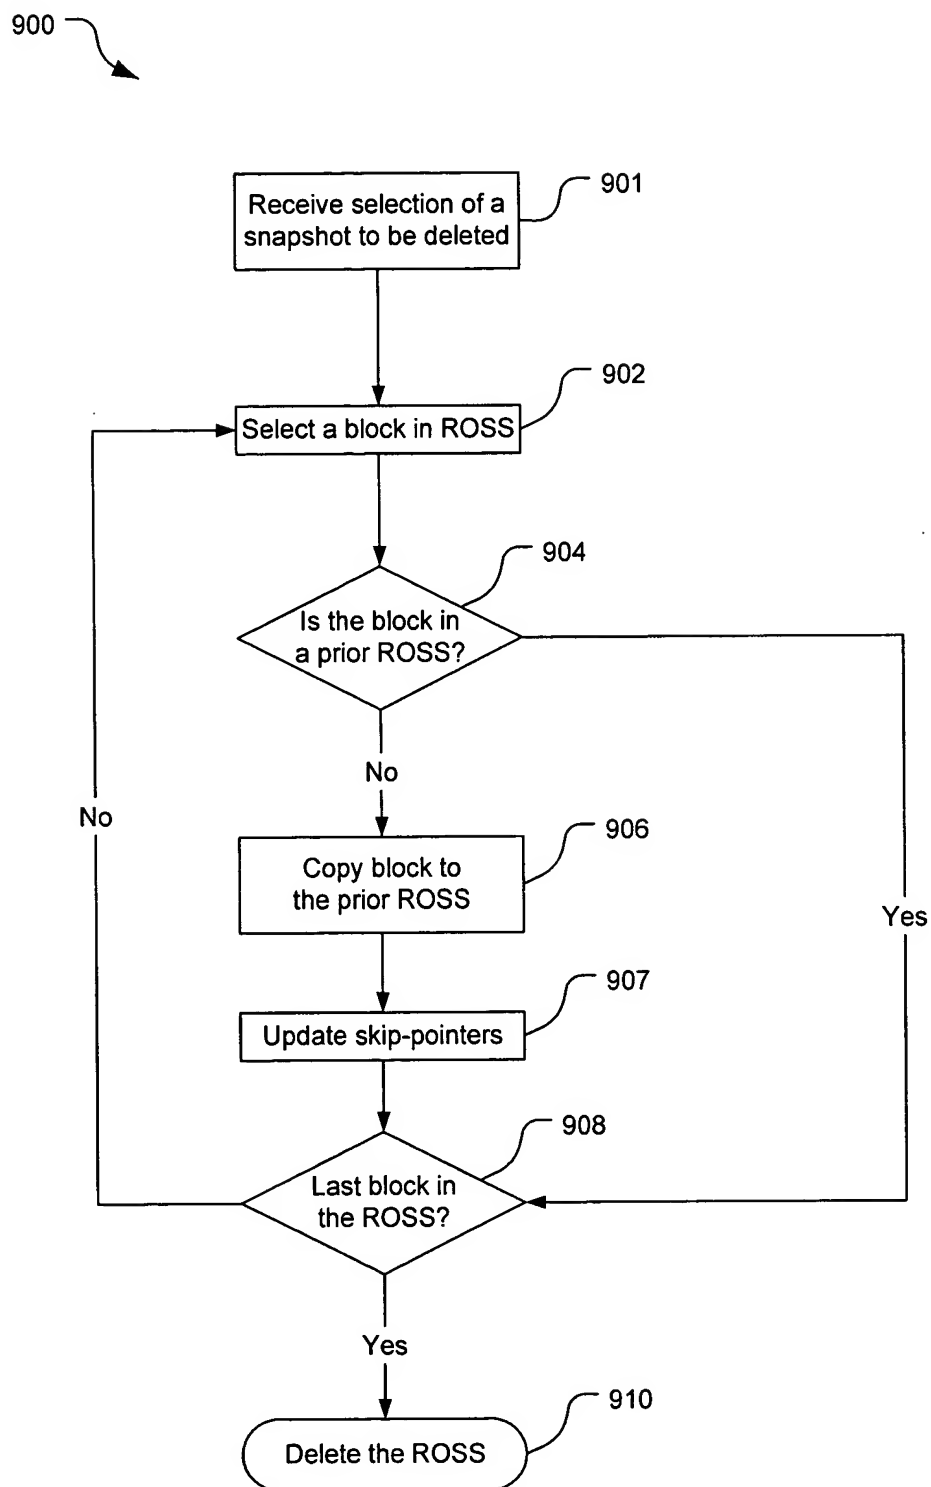 900
Receive selection of a
snapshot to be deleted
901
Select a block in ROSS
902
Is the block in
a prior ROSS?
904
No
Yes
Copy block to
the prior ROSS
906
Update skip-pointers
907
Last block in
the ROSS?
908
No
Yes
Delete the ROSS
910